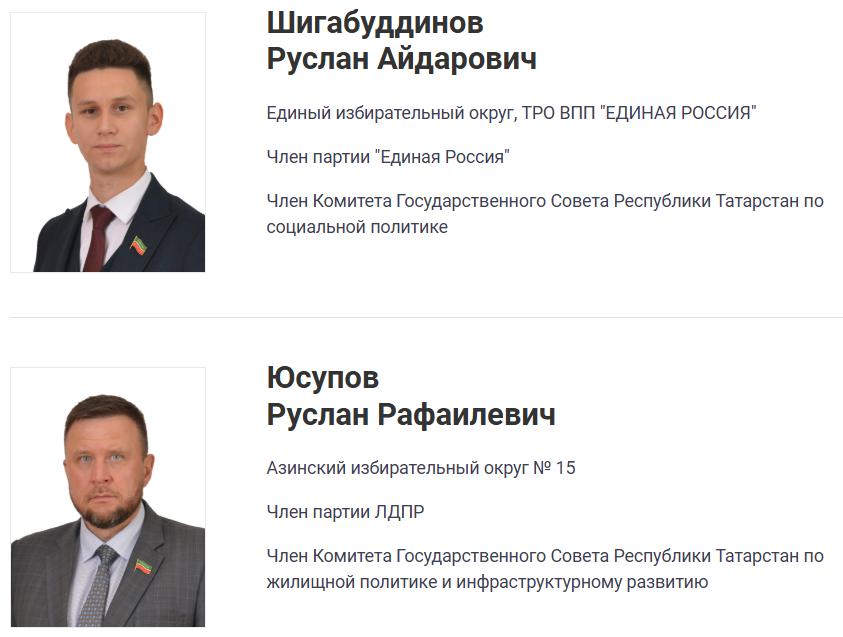 Шигабуддинов
Руслан Айдарович
Единый избирательный округ, ТРО ВПП "ЕДИНАЯ РОССИЯ"
Член партии "Единая Россия"
Член Комитета Государственного Совета Республики Татарстан по
социальной политике
Юсупов
Руслан Рафаилевич
Азинский избирательный округ № 15
Член партии ЛДПР
Член Комитета Государственного Совета Республики Татарстан по
жилищной политике и инфраструктурному развитию